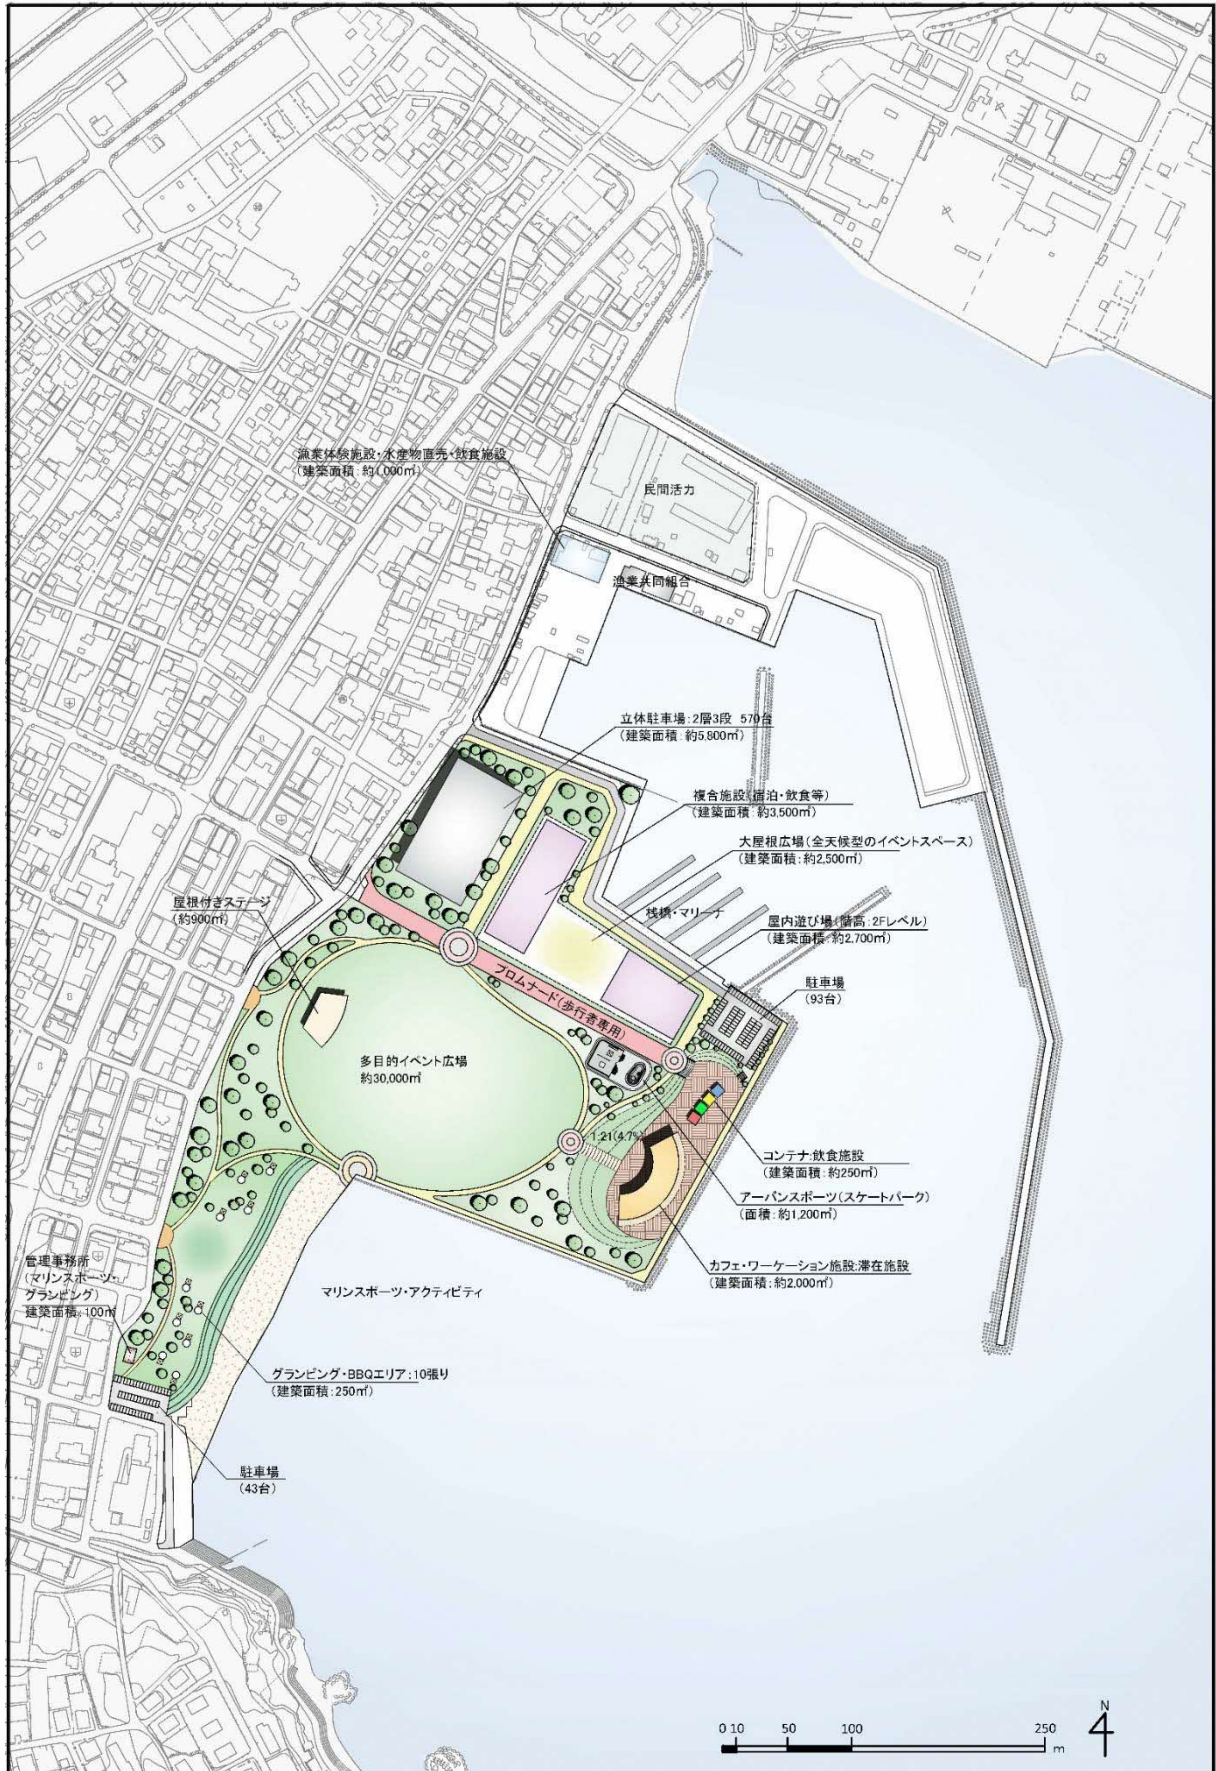 漁業体験施設・水産物直売・飲食施設
(建築面積:約1,000㎡)
民間活力
漁業共同組合
立体駐車場:2層3段 570台
(建築面積:約5,800㎡)
複合施設(宿泊・飲食等)
(建築面積:約3,500㎡)
大屋根広場(全天候型のイベントスペース)
(建築面積:約2,500㎡)
桟橋・マリーナ
屋内遊び場(階高:2Fレベル)
(建築面積:約2,700㎡)
屋根付きステージ
(約900㎡)
プロムナード(歩行者専用)
駐車場
(93台)
多目的イベント広場
約30,000㎡
1:21(4.7%)
コンテナ:飲食施設
(建築面積:約250㎡)
アーバンスポーツ(スケートパーク)
(面積:約1,200㎡)
カフェ・ワーケーション施設:滞在施設
(建築面積:約2,000㎡)
管理事務所
(マリンスポーツ・
グランピング)
建築面積:100㎡
マリンスポーツ・アクティビティ
グランピング・BBQエリア:10張り
(建築面積:250㎡)
駐車場
(43台)
N
0 10 50 100 250
m